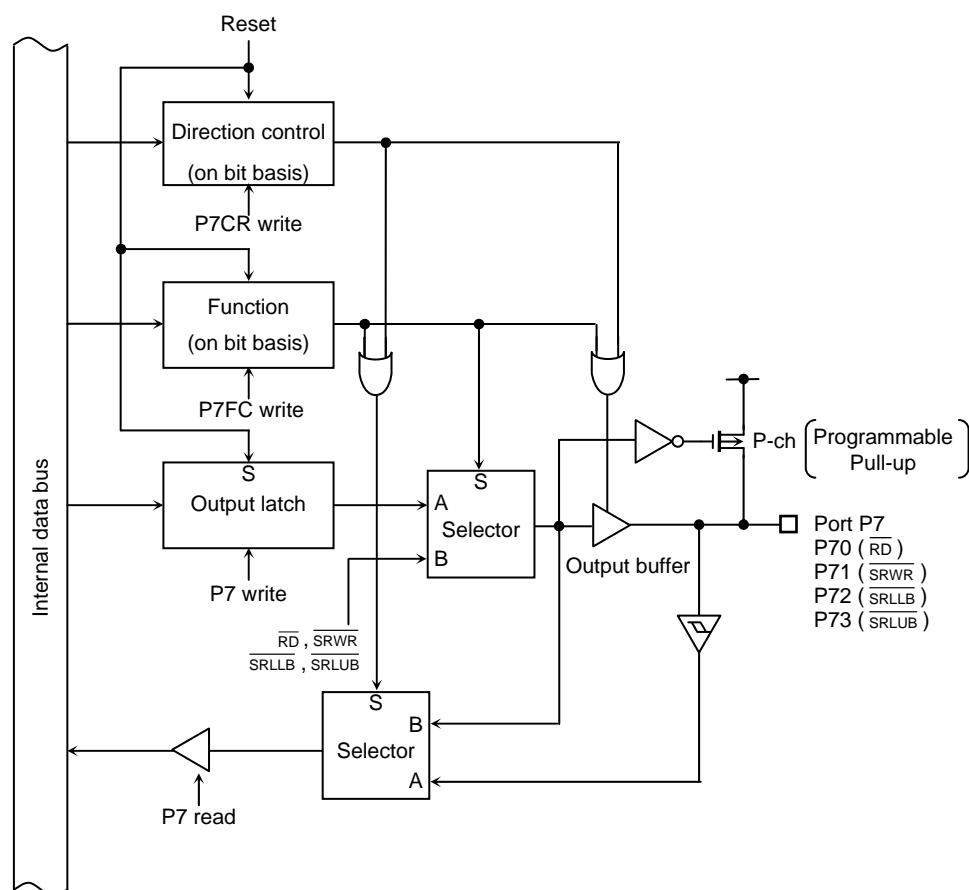 Reset
Direction control
(on bit basis)
P7CR write
Function
(on bit basis)
P7FC write
S
Output latch
P7 write
Internal data bus
S
A
Selector
B
RD , SRWR
SRLLB , SRLUB
Output buffer
P-ch
Programmable
Pull-up
Port P7
P70 ( RD )
P71 ( SRWR )
P72 ( SRLLB )
P73 ( SRLUB )
S
B
Selector
A
P7 read